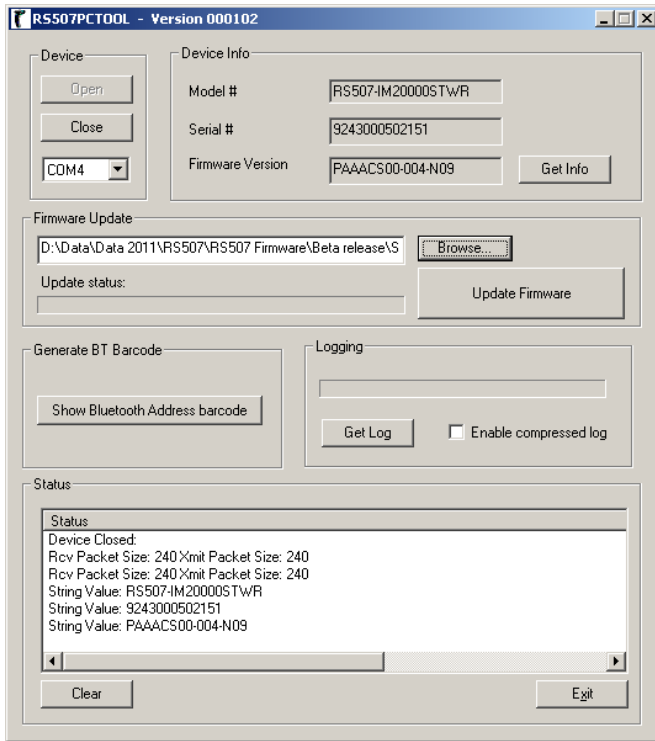 RS507PCTOOL - Version 000102
Device
Open
Close
COM4
Device Info
Model #
RS507-IM20000STWR
Serial #
9243000502151
Firmware Version
PAAACS00-004-N09
Get Info
Firmware Update
D:\Data\Data 2011\RS507\RS507 Firmware\Beta release\S
Browse...
Update status:
Update Firmware
Generate BT Barcode
Show Bluetooth Address barcode
Logging
Get Log
Enable compressed log
Status
Status
Device Closed:
Rcv Packet Size: 240 Xmit Packet Size: 240
Rcv Packet Size: 240 Xmit Packet Size: 240
String Value: RS507-IM20000STWR
String Value: 9243000502151
String Value: PAAACS00-004-N09
Clear
Exit